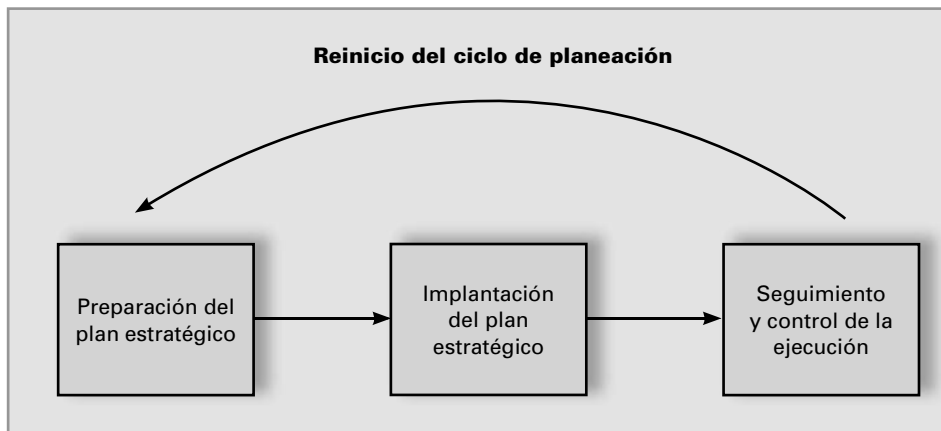 Reinicio del ciclo de planeación
Preparación del
plan estratégico
Implantación
del plan
estratégico
Seguimiento
y control de la
ejecución